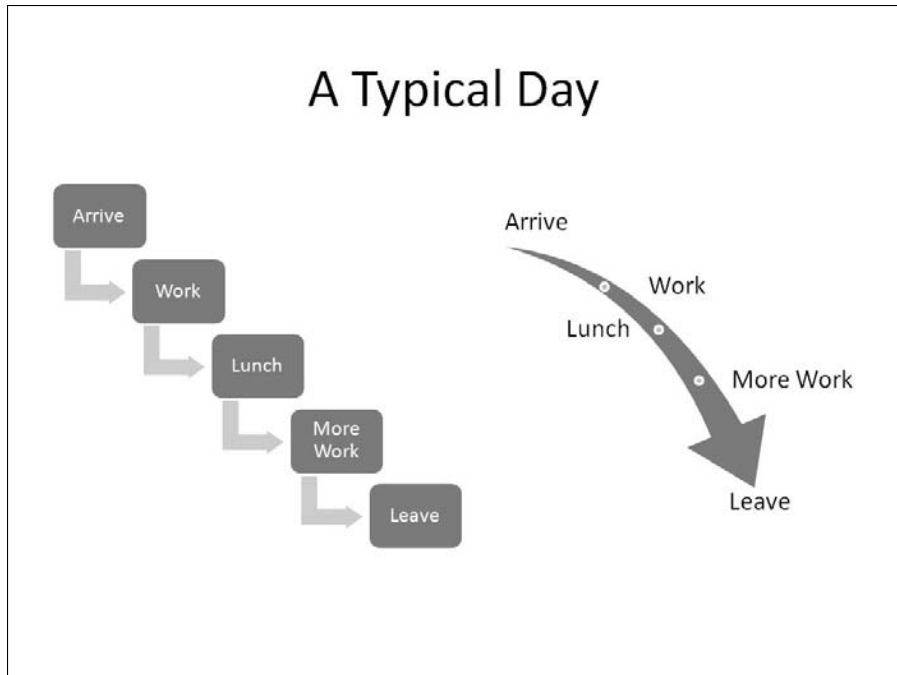 A Typical Day
Arrive
Work
Lunch
More
Work
Leave
Arrive
Work
Lunch
More Work
Leave